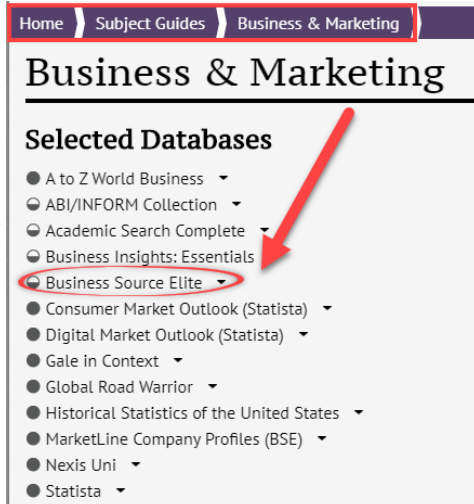 Home Subject Guides Business & Marketing
Business & Marketing
Selected Databases
A to Z World Business
ABI/INFORM Collection
Academic Search Complete
Business Insights: Essentials
Business Source Elite
Consumer Market Outlook (Statista)
Digital Market Outlook (Statista)
Gale in Context
Global Road Warrior
Historical Statistics of the United States
MarketLine Company Profiles (BSE)
Nexis Uni
Statista